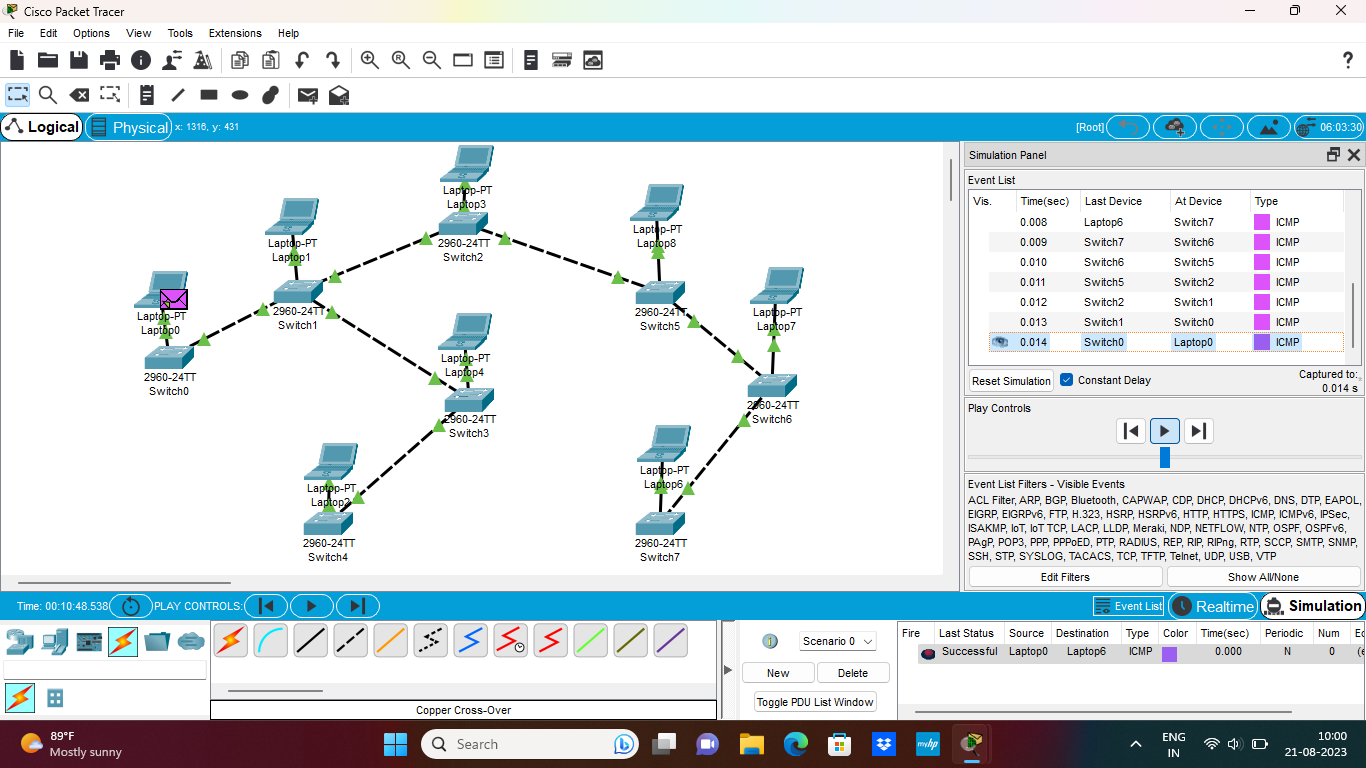 Cisco Packet Tracer
File Edit Options View Tools Extensions Help
Logical Physical x: 1316, y: 431 [Root] 06:03:30
Laptop-PT
Laptop3
2960-24TT
Switch2
Laptop-PT
Laptop1
2960-24TT
Switch1
Laptop-PT
Laptop0
2960-24TT
Switch0
Laptop-PT
Laptop8
2960-24TT
Switch5
Laptop-PT
Laptop7
2960-24TT
Switch6
Laptop-PT
Laptop4
2960-24TT
Switch3
Laptop-PT
Laptop2
2960-24TT
Switch4
Laptop-PT
Laptop6
2960-24TT
Switch7
Simulation Panel
Event List
Vis. Time(sec) Last Device At Device Type
0.008 Laptop6 Switch7 ICMP
0.009 Switch7 Switch6 ICMP
0.010 Switch6 Switch5 ICMP
0.011 Switch5 Switch2 ICMP
0.012 Switch2 Switch1 ICMP
0.013 Switch1 Switch0 ICMP
0.014 Switch0 Laptop0 ICMP
Reset Simulation Constant Delay Captured to:
0.014 s
Play Controls
Event List Filters - Visible Events
ACL Filter, ARP, BGP, Bluetooth, CAPWAP, CDP, DHCP, DHCPv6, DNS, DTP, EAPOL,
EIGRP, EIGRPv6, FTP, H.323, HSRP, HSRPv6, HTTP, HTTPS, ICMP, ICMPv6, IPSec,
ISAKMP, IoT, IoT TCP, LACP, LLDP, Meraki, NDP, NETFLOW, NTP, OSPF, OSPFv6,
PAgP, POP3, PPP, PPPoED, PTP, RADIUS, REP, RIP, RIPng, RTP, SCCP, SMTP, SNMP,
SSH, STP, SYSLOG, TACACS, TCP, TFTP, Telnet, UDP, USB, VTP
Edit Filters Show All/None
Time: 00:10:48.538 PLAY CONTROLS: Event List Realtime Simulation
Copper Cross-Over
Scenario 0
New Delete
Toggle PDU List Window
Fire Last Status Source Destination Type Color Time(sec) Periodic Num Ec
Successful Laptop0 Laptop6 ICMP 0.000 N 0 (e
89°F
Mostly sunny
Search
ENG
IN
10:00
21-08-2023